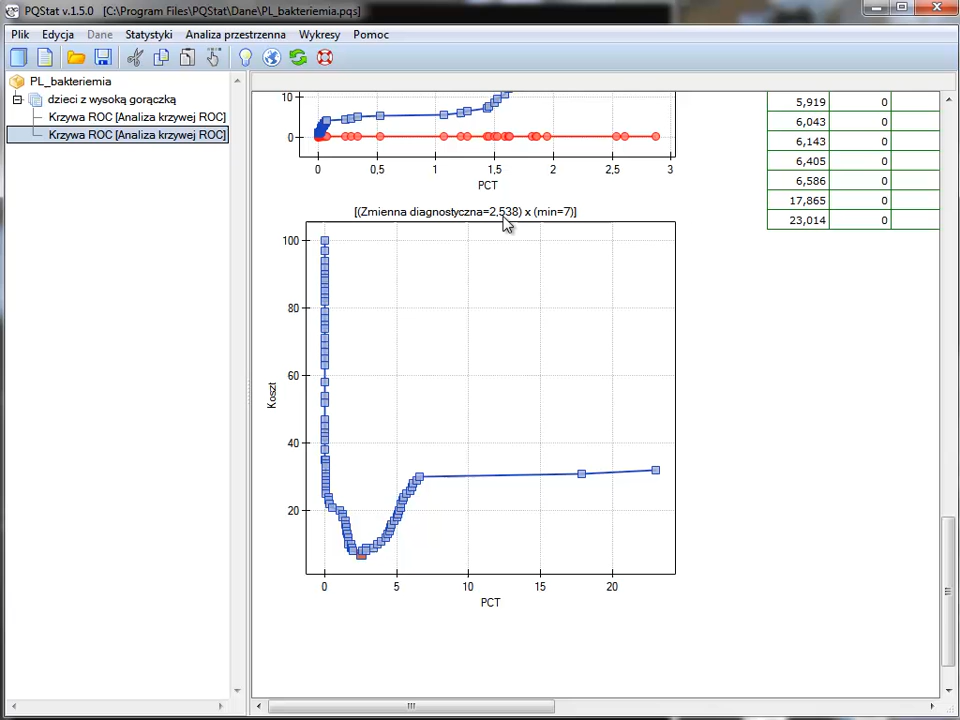 PQStat v.1.5.0 [C:\Program Files\PQStat\Dane\PL_bakteriemia.pqs]
Plik Edycja Dane Statystyki Analiza przestrzenna Wykresy Pomoc
PL_bakteriemia
dzieci z wysoką gorączką
Krzywa ROC [Analiza krzywej ROC]
Krzywa ROC [Analiza krzywej ROC]
10
0
0 0,5 1 1,5 2 2,5 3
PCT
5,919 0
6,043 0
6,143 0
6,405 0
6,586 0
17,865 0
23,014 0
[(Zmienna diagnostyczna=2,538) x (min=7)]
100
80
60
40
20
Koszt
0 5 10 15 20
PCT